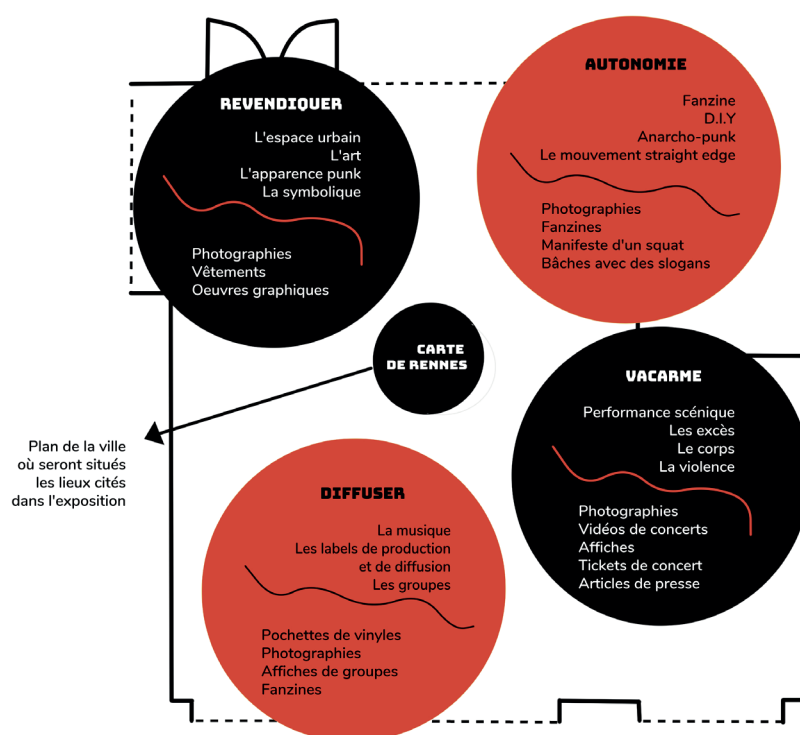 REVENDIQUER
L'espace urbain
L'art
L'apparence punk
La symbolique
Photographies
Vêtements
Oeuvres graphiques
AUTONOMIE
Fanzine
D.I.Y
Anarcho-punk
Le mouvement straight edge
Photographies
Fanzines
Manifeste d'un squat
Bâches avec des slogans
CARTE
DE RENNES
Plan de la ville
où seront situés
les lieux cités
dans l'exposition
VACARME
Performance scénique
Les excès
Le corps
La violence
Photographies
Vidéos de concerts
Affiches
Tickets de concert
Articles de presse
DIFFUSER
La musique
Les labels de production
et de diffusion
Les groupes
Pochettes de vinyles
Photographies
Affiches de groupes
Fanzines